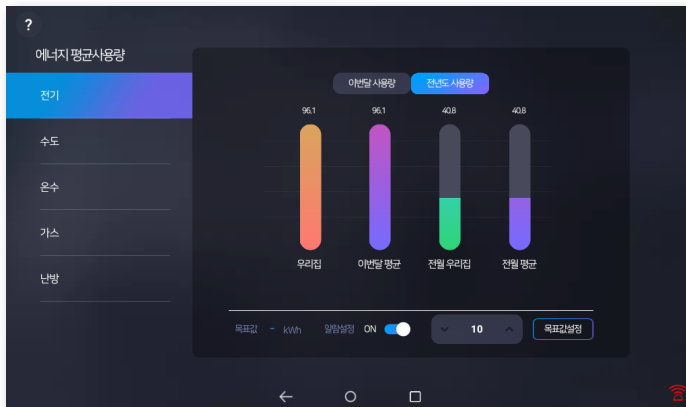 ?
에너지 평균사용량
전기
수도
온수
가스
난방
이번달 사용량 전년도 사용량
96.1 96.1 40.8 40.8
우리집 이번달 평균 전월 우리집 전월 평균
목표값 - kWh 알람설정 ON 10 목표값설정